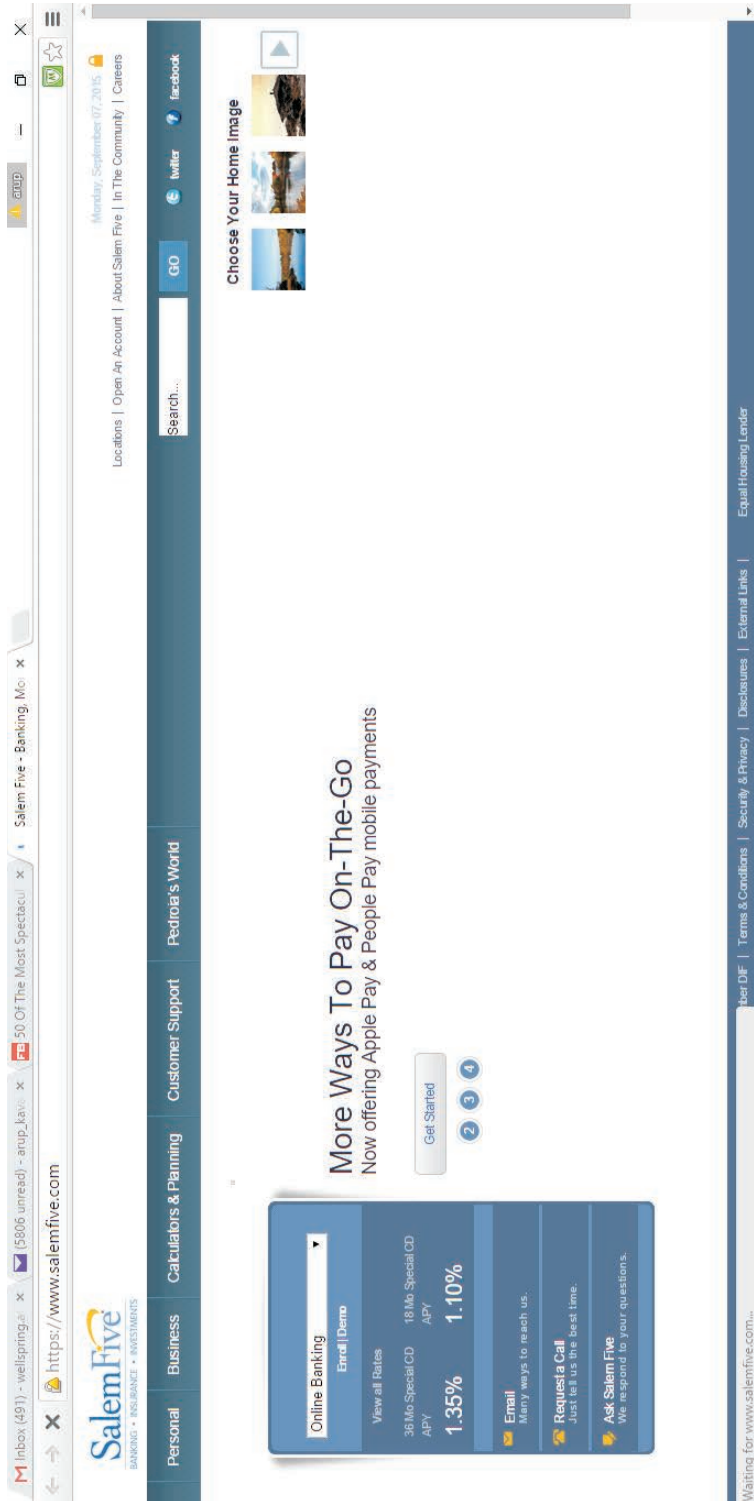 Inbox (491) - wellspring.a
(5806 unread) - arup_kava
FB 50 Of The Most Spectacul
Salem Five - Banking, Mo
arup
https://www.salemfive.com
SalemFive
BANKING • INSURANCE • INVESTMENTS
Monday, September 07, 2015
Locations | Open An Account | About Salem Five | In The Community | Careers
Personal
Business
Calculators & Planning
Customer Support
Pedroia's World
Search...
GO
twitter
facebook
Choose Your Home Image
Online Banking
Enroll | Demo
View all Rates
36 Mo Special CD
APY
1.35%
18 Mo Special CD
APY
1.10%
Email
Many ways to reach us.
Request a Call
Just tell us the best time.
Ask Salem Five
We respond to your questions.
More Ways To Pay On-The-Go
Now offering Apple Pay & People Pay mobile payments
Get Started
2 3 4
DIF | Terms & Conditions | Security & Privacy | Disclosures | External Links | Equal Housing Lender
Waiting for www.salemfive.com...